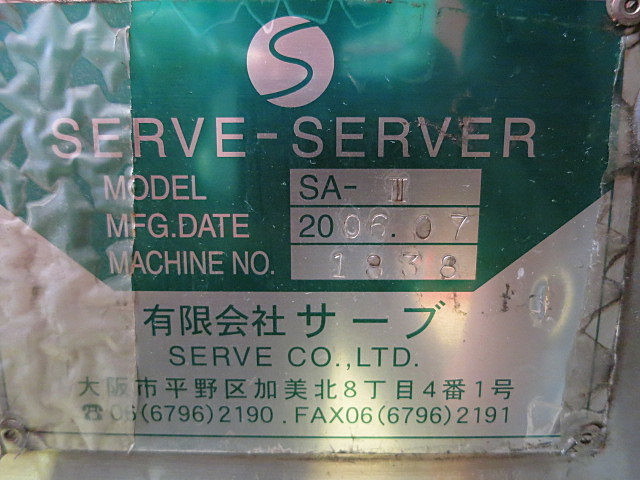 S
SERVE-SERVER
MODEL SA-Ⅲ
MFG.DATE 2006.07
MACHINE NO. 1838
有限会社 サーブ
SERVE CO.,LTD.
大阪市平野区加美北8丁目4番1号
☎06(6796)2190.FAX06(6796)2191